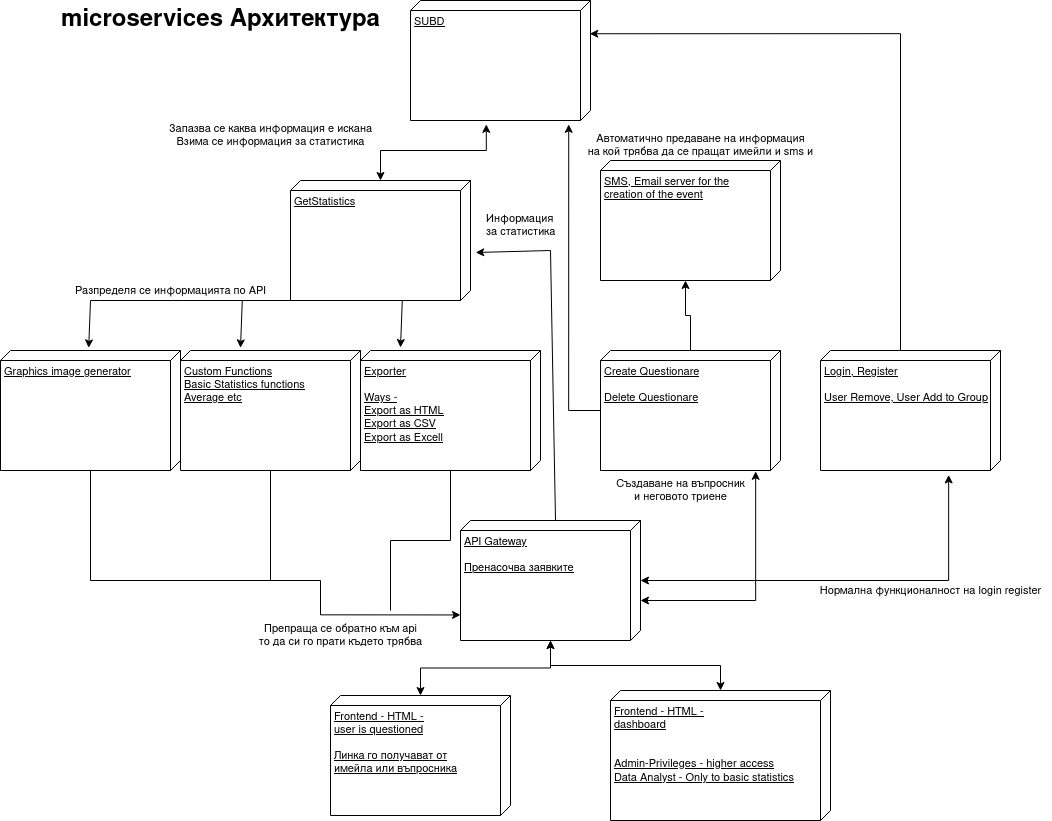 microservices Архитектура
SUBD
Запазва се каква информация е искана
Взима се информация за статистика
Автоматично предаване на информация
на кой трябва да се пращат имейли и sms и
SMS, Email server for the
creation of the event
GetStatistics
Информация
за статистика
Разпределя се информацията по API
Graphics image generator
Custom Functions
Basic Statistics functions
Average etc
Exporter
Ways -
Export as HTML
Export as CSV
Export as Excell
Create Questionare
Delete Questionare
Login, Register
User Remove, User Add to Group
Създаване на въпросник
и неговото триене
API Gateway
Пренасочва заявките
Нормална функционалност на login register
Препраща се обратно към api
то да си го прати където трябва
Frontend - HTML -
user is questioned
Линка го получават от
имейла или въпросника
Frontend - HTML -
dashboard
Admin-Privileges - higher access
Data Analyst - Only to basic statistics